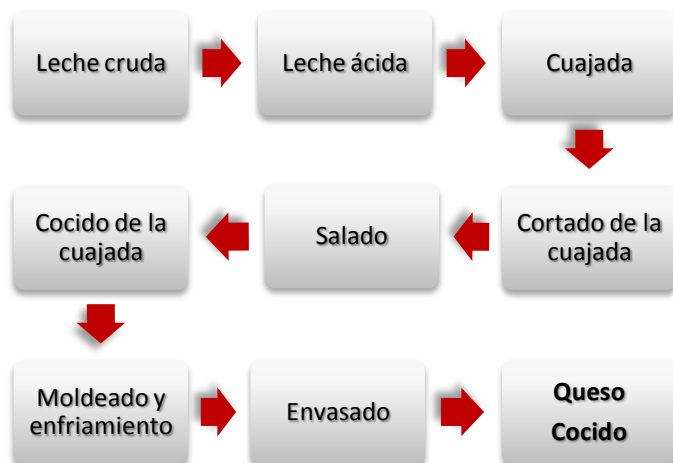 Leche cruda
Leche ácida
Cuajada
Cortado de la
cuajada
Salado
Cocido de la
cuajada
Moldeado y
enfriamiento
Envasado
Queso
Cocido